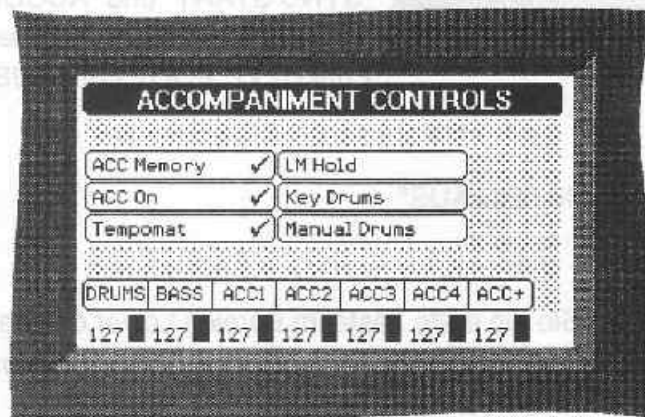 ACCOMPANIMENT CONTROLS
ACC Memory ✓ LM Hold
ACC On ✓ Key Drums
Tempomat ✓ Manual Drums
DRUMS BASS ACC1 ACC2 ACC3 ACC4 ACC+
127 127 127 127 127 127 127